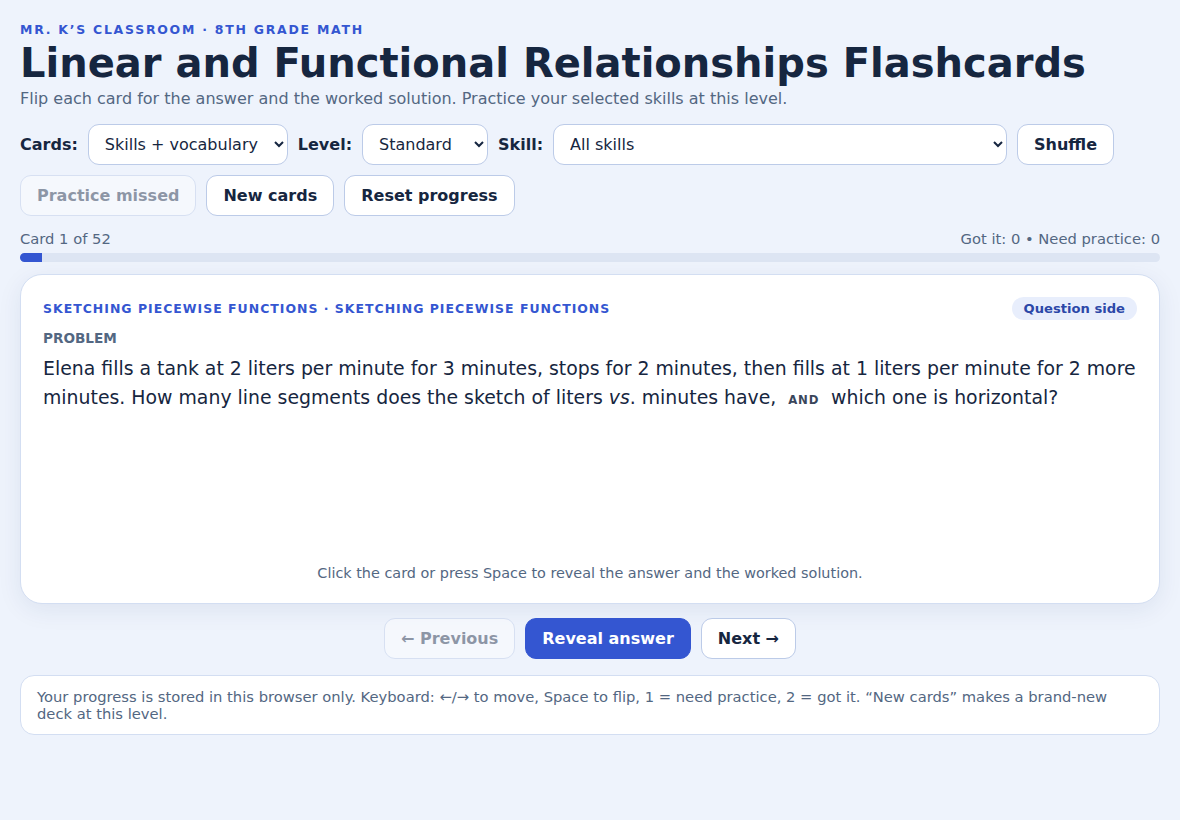 MR. K’S CLASSROOM · 8TH GRADE MATH
Linear and Functional Relationships Flashcards
Flip each card for the answer and the worked solution. Practice your selected skills at this level.
Cards: Skills + vocabulary Level: Standard Skill: All skills Shuffle
Practice missed New cards Reset progress
Card 1 of 52 Got it: 0 • Need practice: 0
SKETCHING PIECEWISE FUNCTIONS · SKETCHING PIECEWISE FUNCTIONS Question side
PROBLEM
Elena fills a tank at 2 liters per minute for 3 minutes, stops for 2 minutes, then fills at 1 liters per minute for 2 more
minutes. How many line segments does the sketch of liters vs. minutes have, AND which one is horizontal?
Click the card or press Space to reveal the answer and the worked solution.
← Previous Reveal answer Next →
Your progress is stored in this browser only. Keyboard: ←/→ to move, Space to flip, 1 = need practice, 2 = got it. “New cards” makes a brand-new
deck at this level.